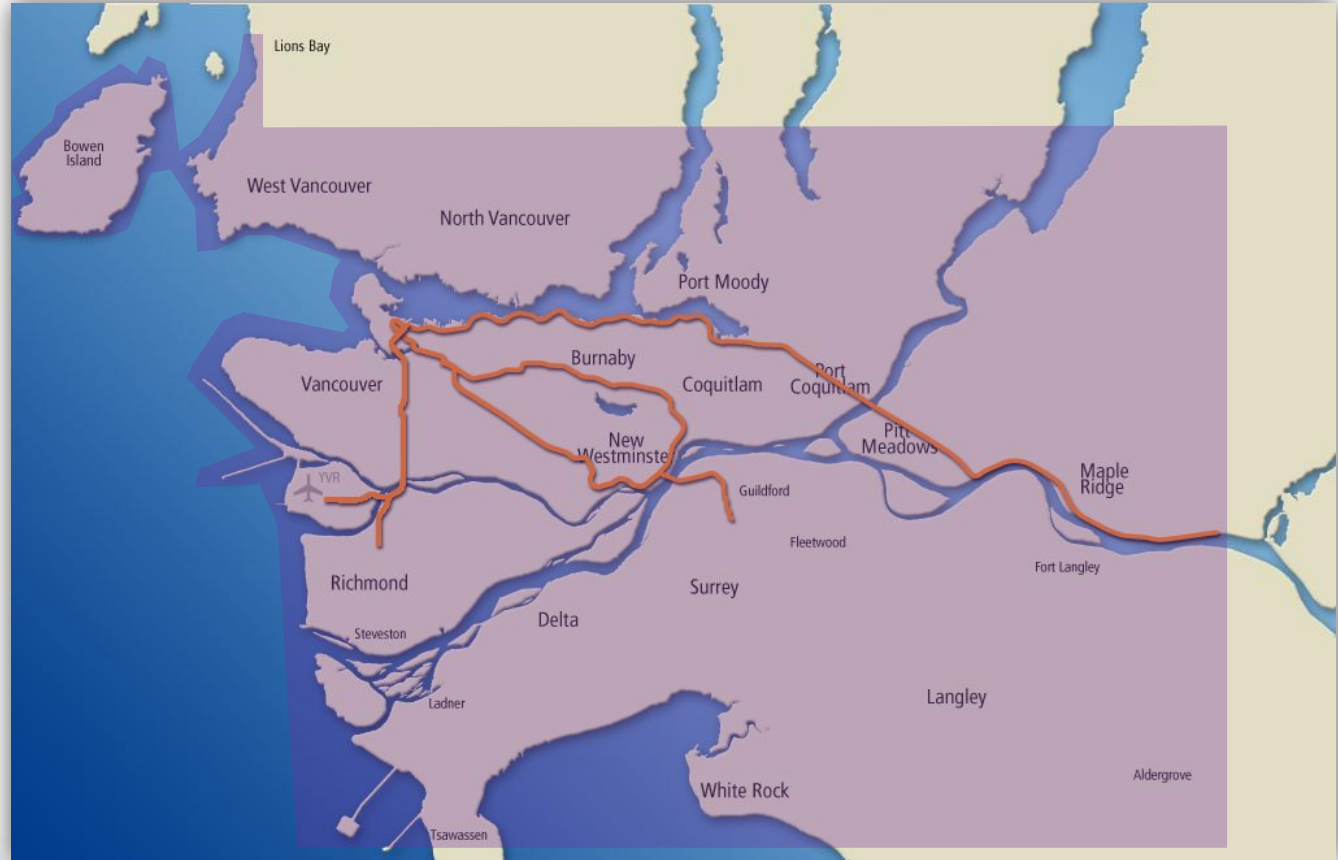 Lions Bay
Bowen
Island
West Vancouver
North Vancouver
Port Moody
Burnaby
Vancouver
Coquitlam
Port
Coquitlam
New
Westminster
Pitt
Meadows
YVR
Maple
Ridge
Guildford
Fleetwood
Fort Langley
Richmond
Surrey
Steveston
Delta
Ladner
Langley
Aldergrove
White Rock
Tsawassen